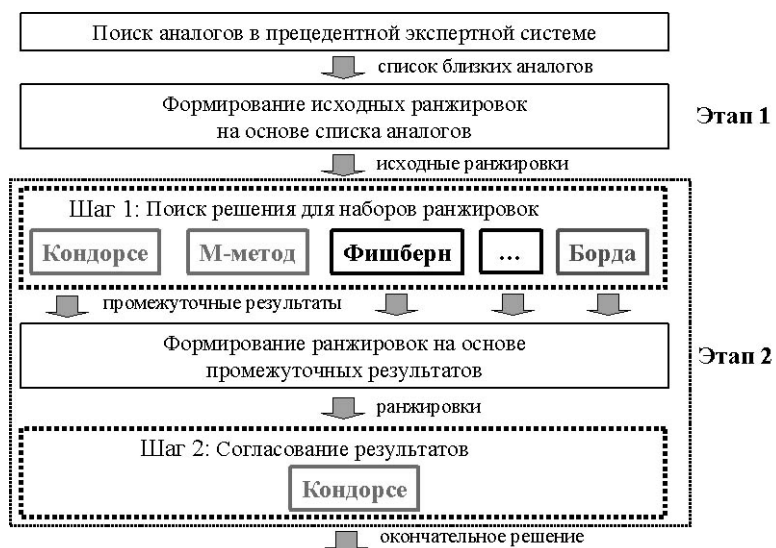 Поиск аналогов в прецедентной экспертной системе
список близких аналогов
Формирование исходных ранжировок
на основе списка аналогов
Этап 1
исходные ранжировки
Шаг 1: Поиск решения для наборов ранжировок
Кондорсе М-метод Фишберн ... Борда
промежуточные результаты
Формирование ранжировок на основе
промежуточных результатов
Этап 2
ранжировки
Шаг 2: Согласование результатов
Кондорсе
окончательное решение